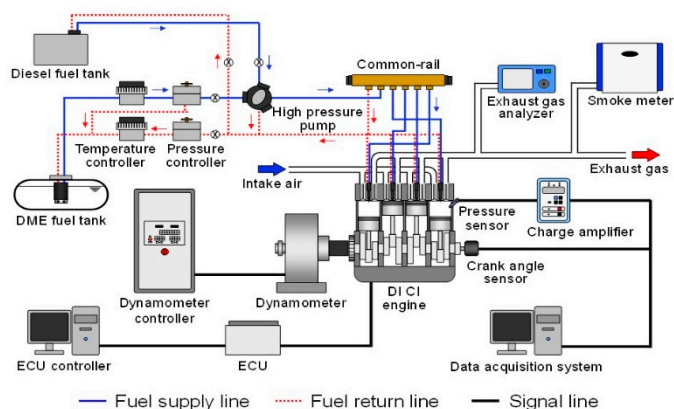 Diesel fuel tank
Common-rail
High pressure
pump
Exhaust gas
analyzer
Smoke meter
Temperature
controller
Pressure
controller
Intake air
Exhaust gas
DME fuel tank
Pressure
sensor
Charge amplifier
Crank angle
sensor
Dynamometer
controller
Dynamometer
DI CI
engine
ECU controller
ECU
Data acquisition system
Fuel supply line
Fuel return line
Signal line